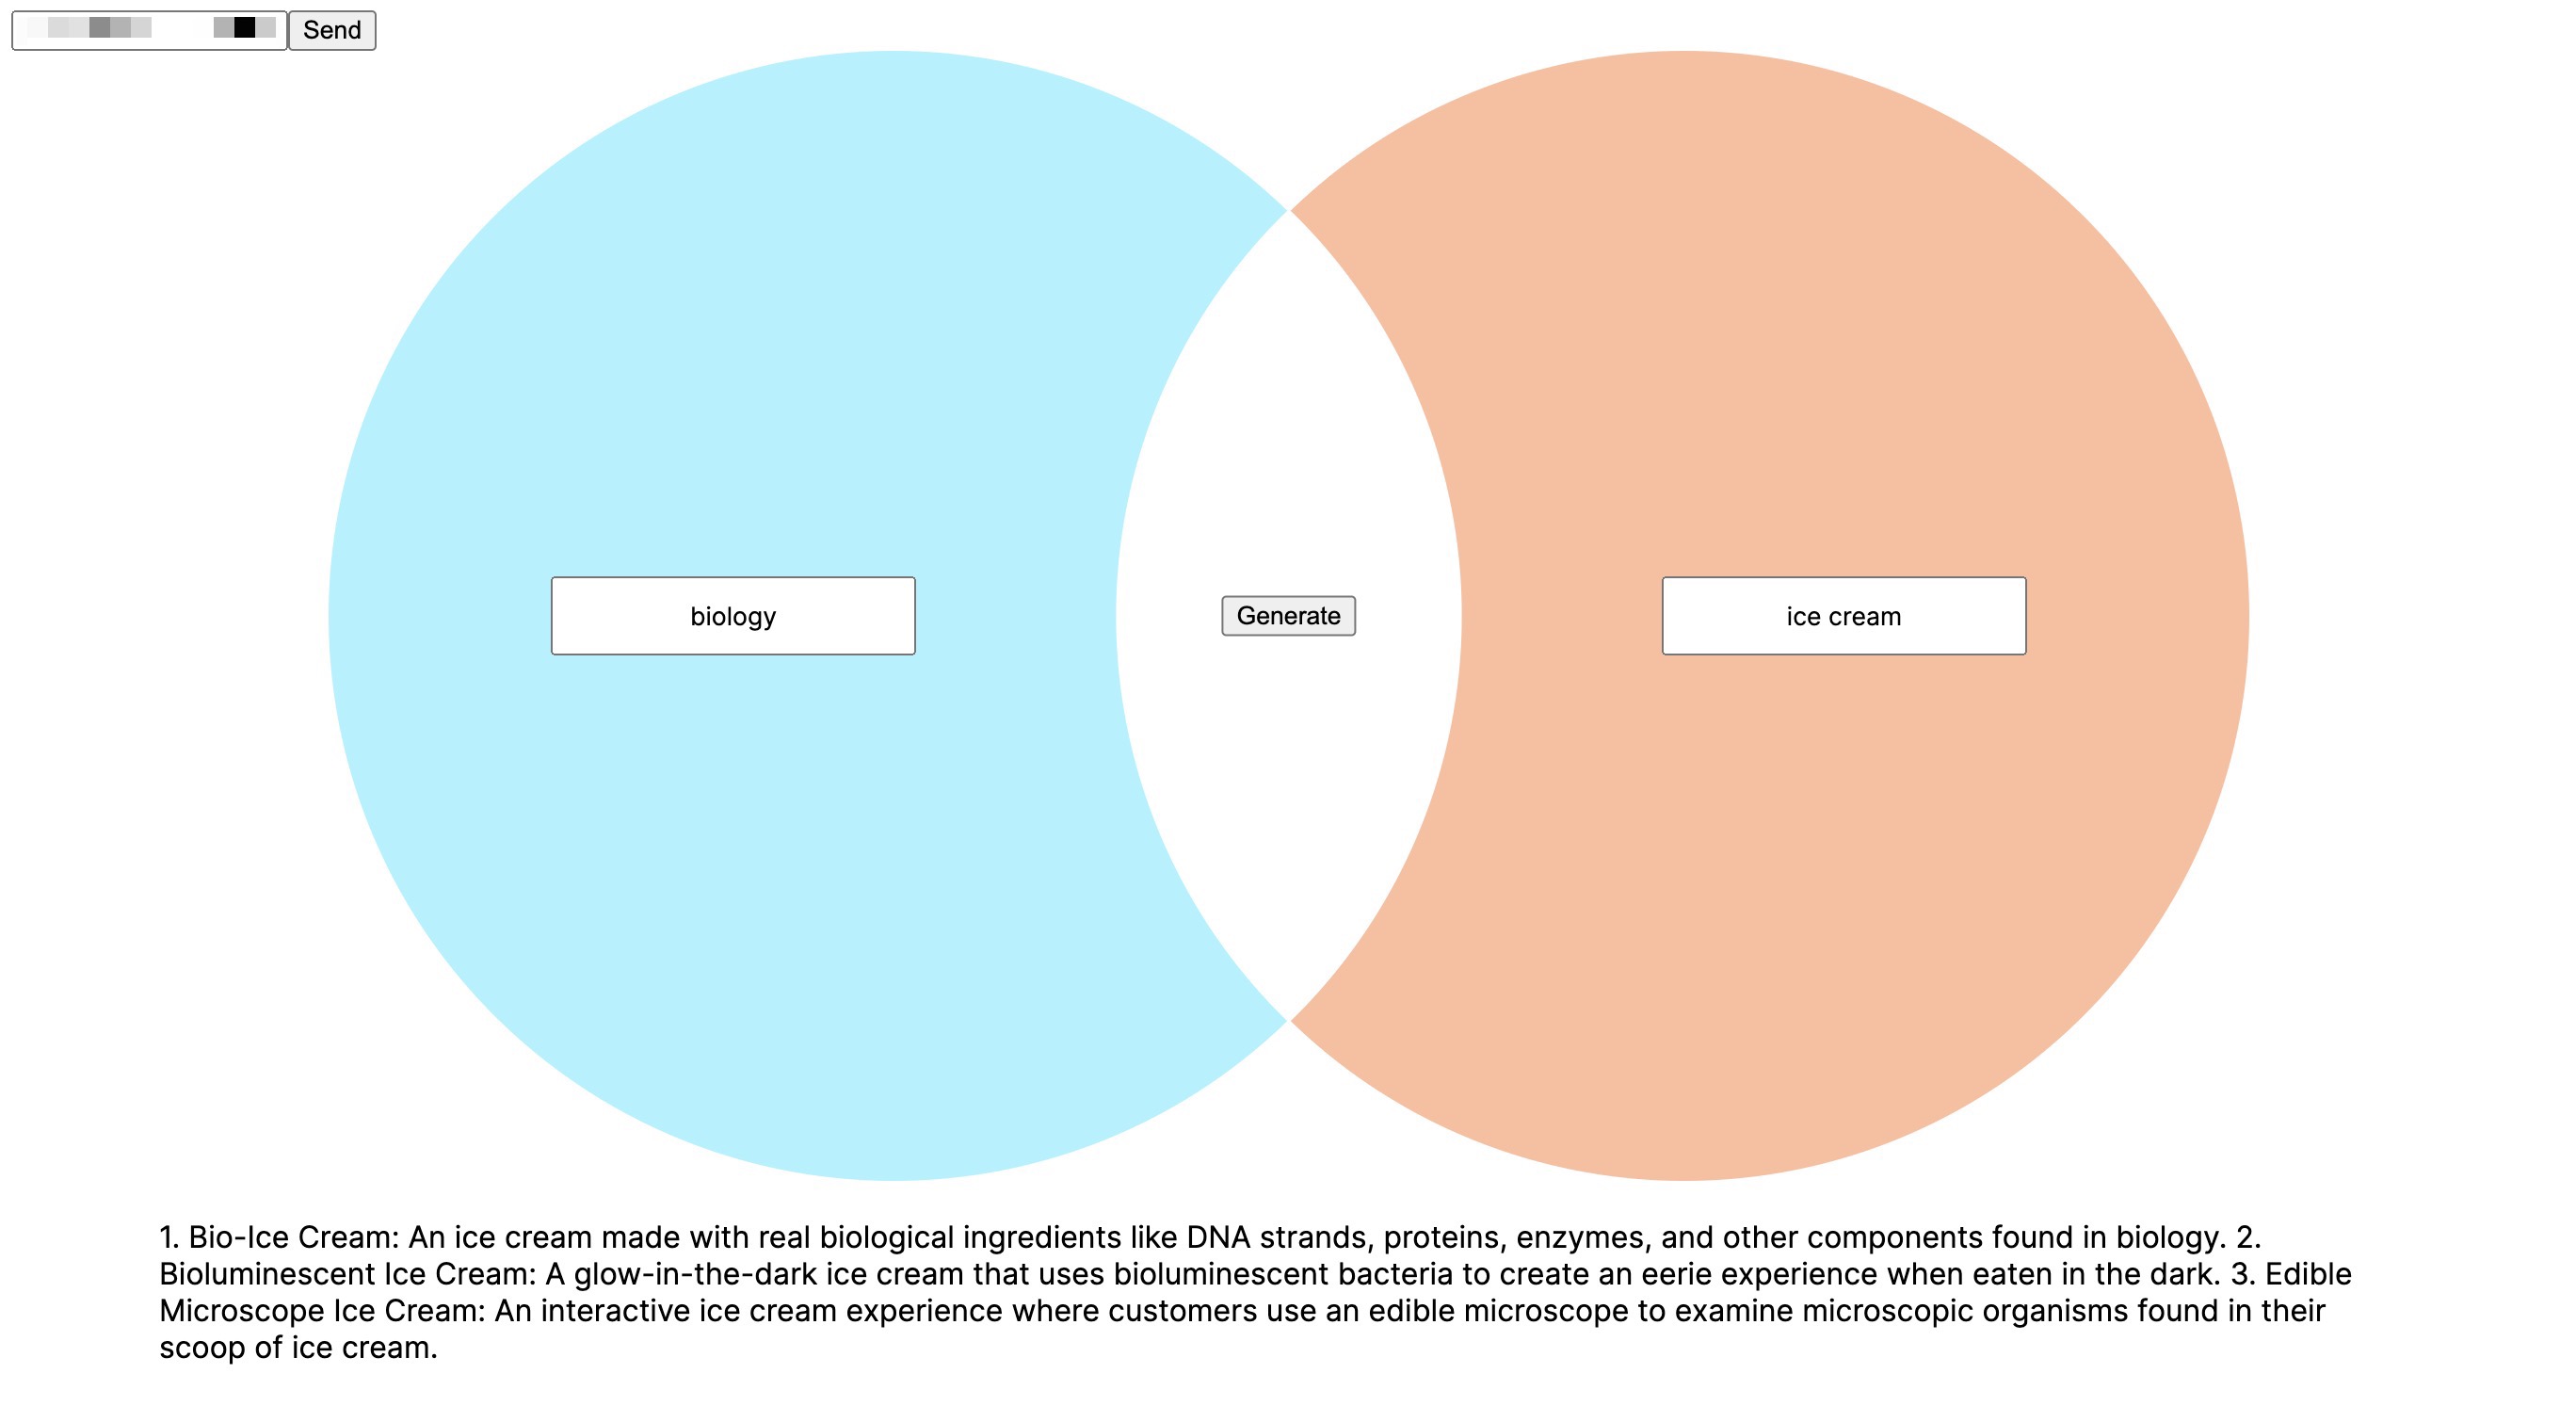 Send
biology
Generate
ice cream
1. Bio-Ice Cream: An ice cream made with real biological ingredients like DNA strands, proteins, enzymes, and other components found in biology. 2.
Bioluminescent Ice Cream: A glow-in-the-dark ice cream that uses bioluminescent bacteria to create an eerie experience when eaten in the dark. 3. Edible
Microscope Ice Cream: An interactive ice cream experience where customers use an edible microscope to examine microscopic organisms found in their
scoop of ice cream.